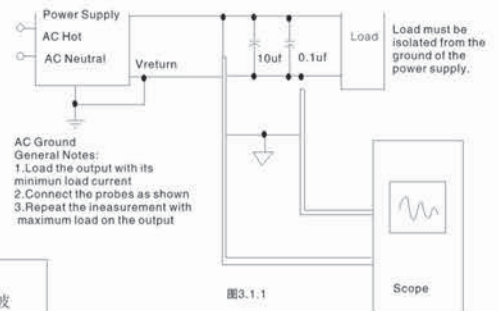 Power Supply
AC Hot
AC Neutral
Vreturn
10uf
0.1uf
Load
Load must be
isolated from the
ground of the
power supply.
AC Ground
General Notes:
1.Load the output with its
minimun load current
2.Connect the probes as shown
3.Repeat the ineasurement with
maximum load on the output
Scope
图3.1.1
波